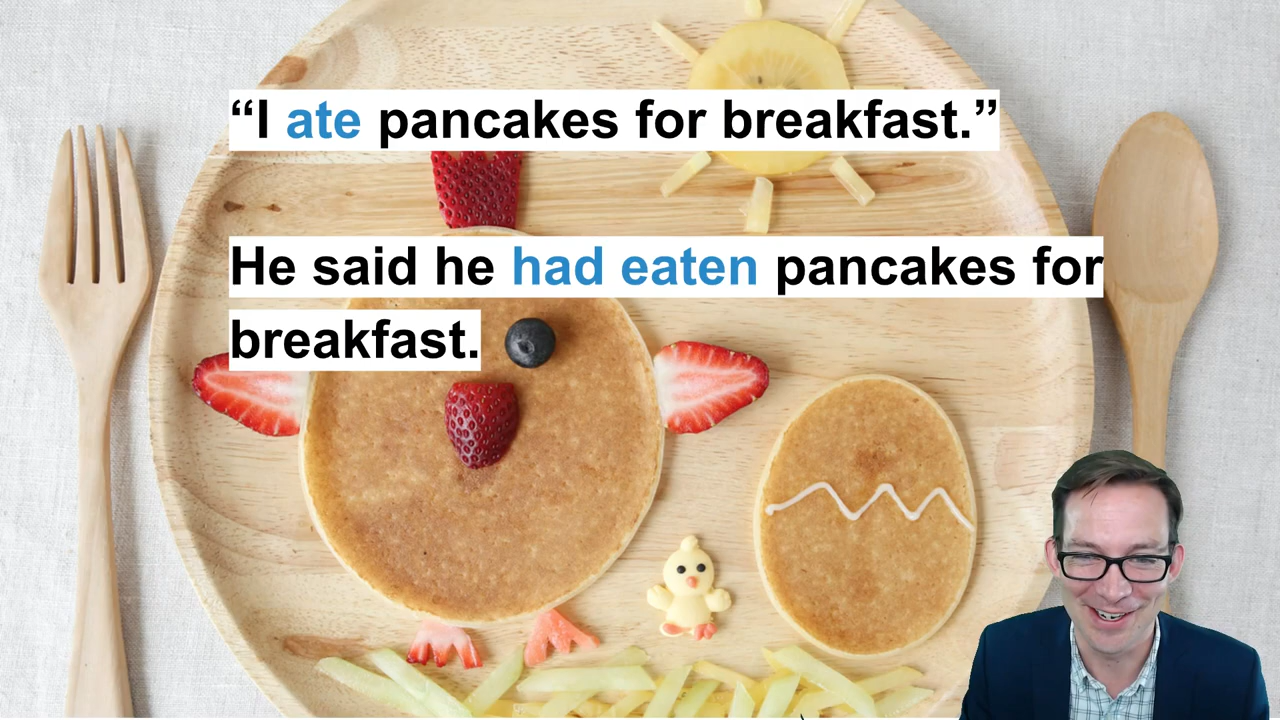 “I ate pancakes for breakfast.”
He said he had eaten pancakes for
breakfast.